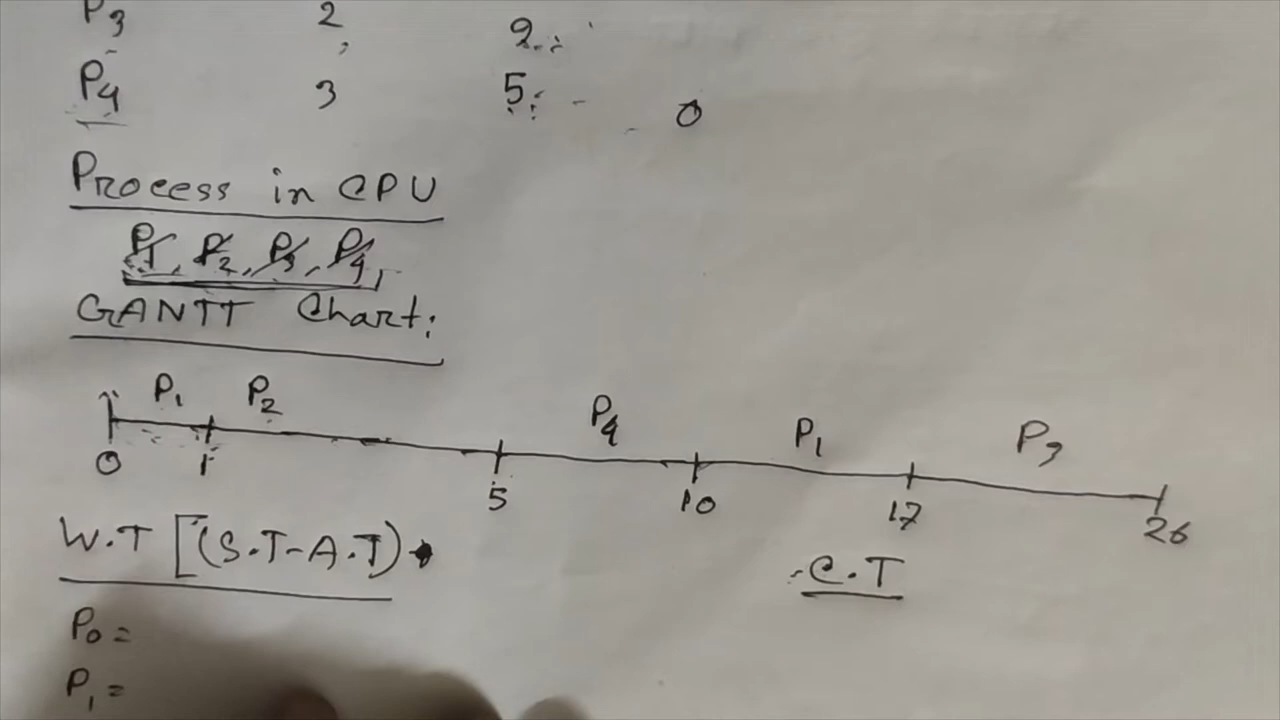 P3 2 9
P4 3 5 0
Process in CPU
P1, P2, P3, P4,
GANTT Chart:
P1 P2 P4 P1 P3
0 1 5 10 17 26
W.T [(S.T-A.T)
C.T
P0 =
P1 =